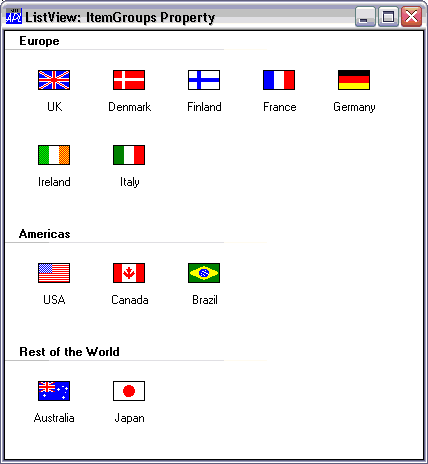 ListView: ItemGroups Property
Europe
UK Denmark Finland France Germany
Ireland Italy
Americas
USA Canada Brazil
Rest of the World
Australia Japan